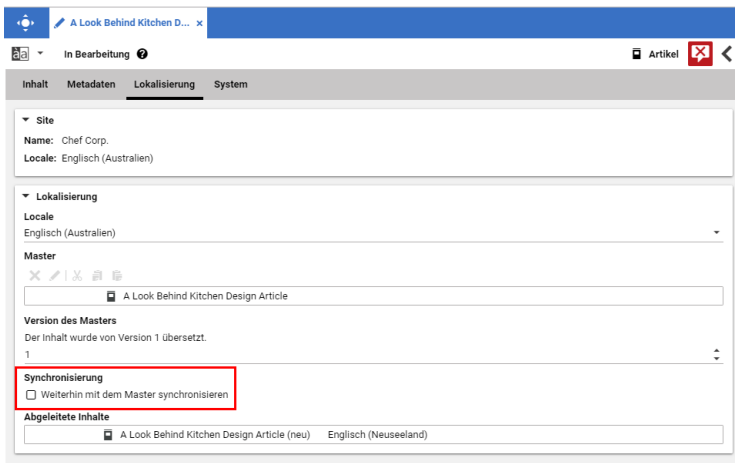 A Look Behind Kitchen D...
In Bearbeitung
Artikel
Inhalt Metadaten Lokalisierung System
Site
Name: Chef Corp.
Locale: Englisch (Australien)
Lokalisierung
Locale
Englisch (Australien)
Master
A Look Behind Kitchen Design Article
Version des Masters
Der Inhalt wurde von Version 1 übersetzt.
1
Synchronisierung
Weiterhin mit dem Master synchronisieren
Abgeleitete Inhalte
A Look Behind Kitchen Design Article (neu) Englisch (Neuseeland)